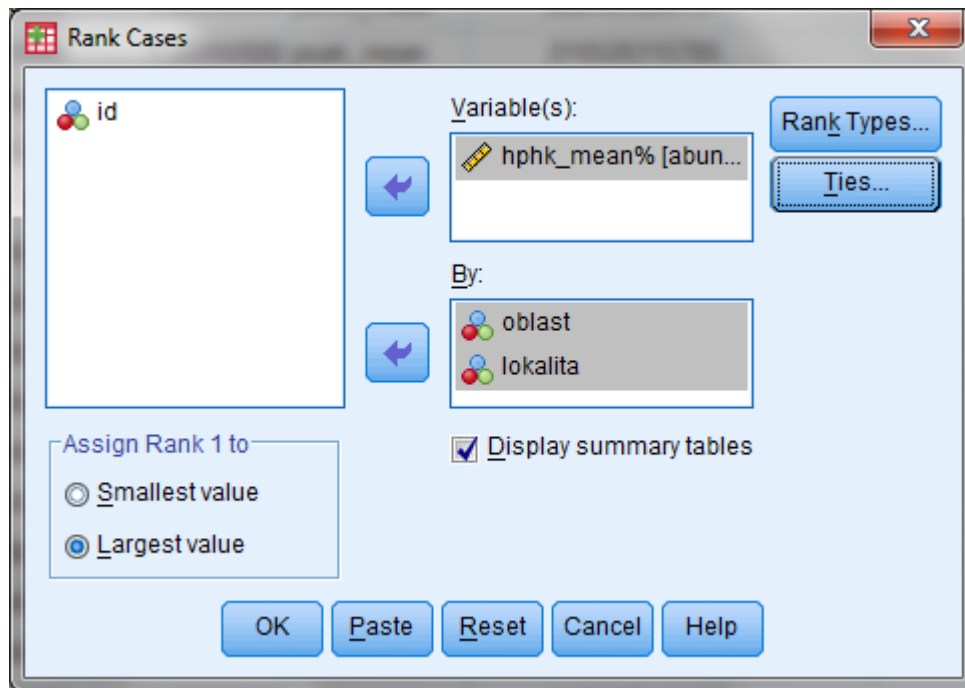 Rank Cases
id
Variable(s):
hphk_mean% [abun...
Rank Types...
Ties...
By:
oblast
lokalita
Assign Rank 1 to
Smallest value
Largest value
Display summary tables
OK Paste Reset Cancel Help